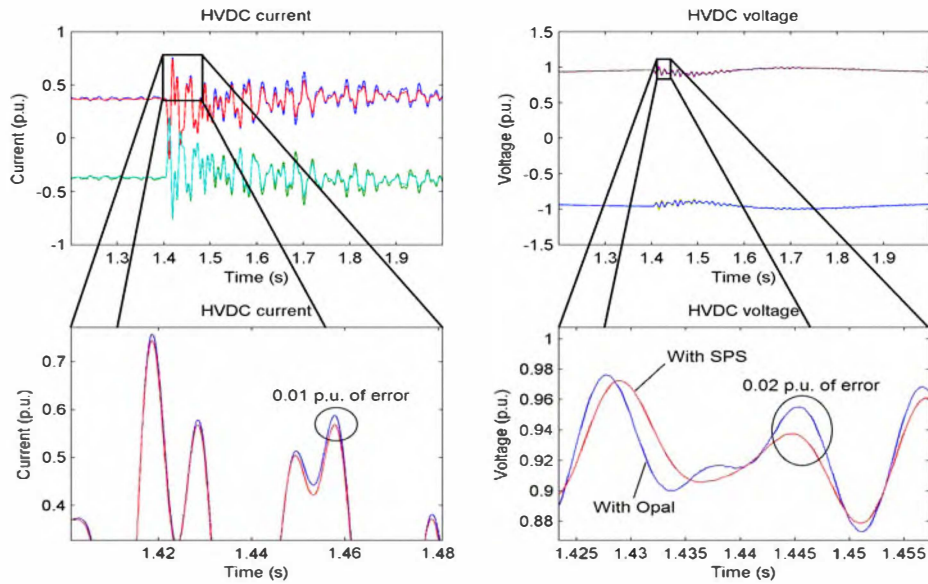 HVDC current
Current (p.u.)
1
0.5
0
-0.5
-1
1.3 1.4 1.5 1.6 1.7 1.8 1.9
Time (s)
HVDC voltage
Voltage (p.u.)
1.5
1
0.5
0
-0.5
-1
-1.5
1.3 1.4 1.5 1.6 1.7 1.8 1.9
Time (s)
HVDC current
Current (p.u.)
0.7
0.6
0.5
0.4
0.01 p.u. of error
1.42 1.44 1.46 1.48
Time (s)
HVDC voltage
Voltage (p.u.)
1
0.98
0.96
0.94
0.92
0.9
0.88
With SPS
0.02 p.u. of error
With Opal
1.425 1.43 1.435 1.44 1.445 1.45 1.455
Time (s)